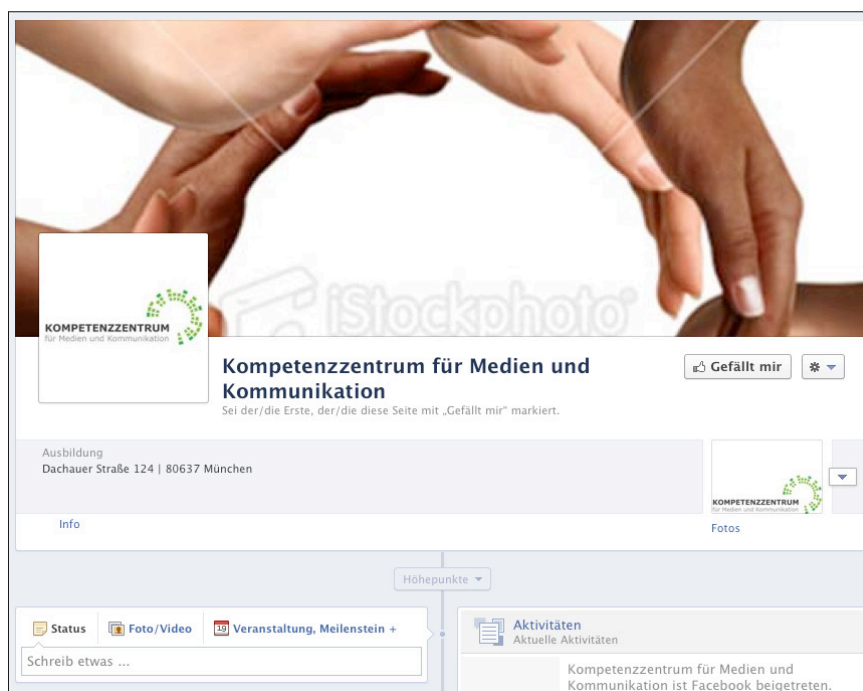 iStockphoto
KOMPETENZZENTRUM
für Medien und Kommunikation
Kompetenzzentrum für Medien und
Kommunikation
Gefällt mir
Sei der/die Erste, der/die diese Seite mit „Gefällt mir“ markiert.
Ausbildung
Dachauer Straße 124 | 80637 München
KOMPETENZZENTRUM
für Medien und Kommunikation
Info
Fotos
Höhepunkte
Status
Foto/Video
19
Veranstaltung, Meilenstein +
Schreib etwas ...
Aktivitäten
Aktuelle Aktivitäten
Kompetenzzentrum für Medien und
Kommunikation ist Facebook beigetreten.